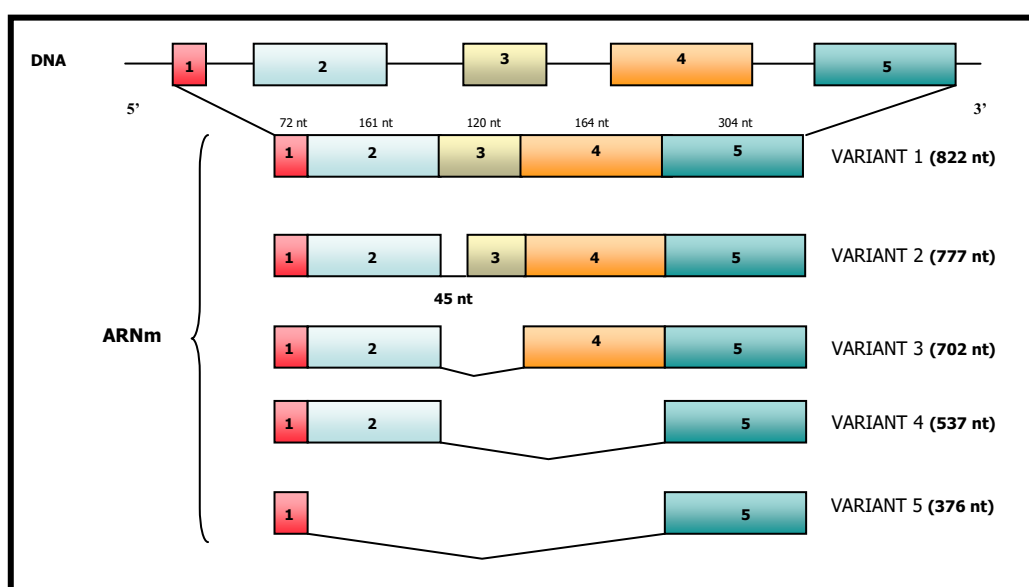 DNA
1 2 3 4 5
5’ 3’
72 nt 161 nt 120 nt 164 nt 304 nt
1 2 3 4 5 VARIANT 1 (822 nt)
1 2 3 4 5 VARIANT 2 (777 nt)
45 nt
ARNm
1 2 4 5 VARIANT 3 (702 nt)
1 2 5 VARIANT 4 (537 nt)
1 5 VARIANT 5 (376 nt)